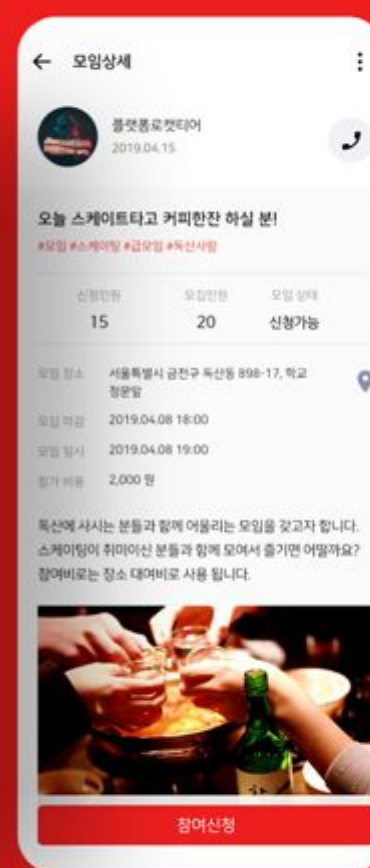 모임상세
플랫폼로켓티어
2019.04.15
오늘 스케이트타고 커피한잔 하실 분!
#모임 #스케이팅 #급모임 #독산사람
신청인원 모집인원 모임 상태
15 20 신청가능
모임 장소 서울특별시 금천구 독산동 898-17, 학교
정문앞
모집 마감 2019.04.08 18:00
모임 일시 2019.04.08 19:00
참가 비용 2,000 원
독산에 사시는 분들과 함께 어울리는 모임을 갖고자 합니다.
스케이팅이 취미이신 분들과 함께 모여서 즐기면 어떨까요?
참여비로는 장소 대여비로 사용 됩니다.
참여신청